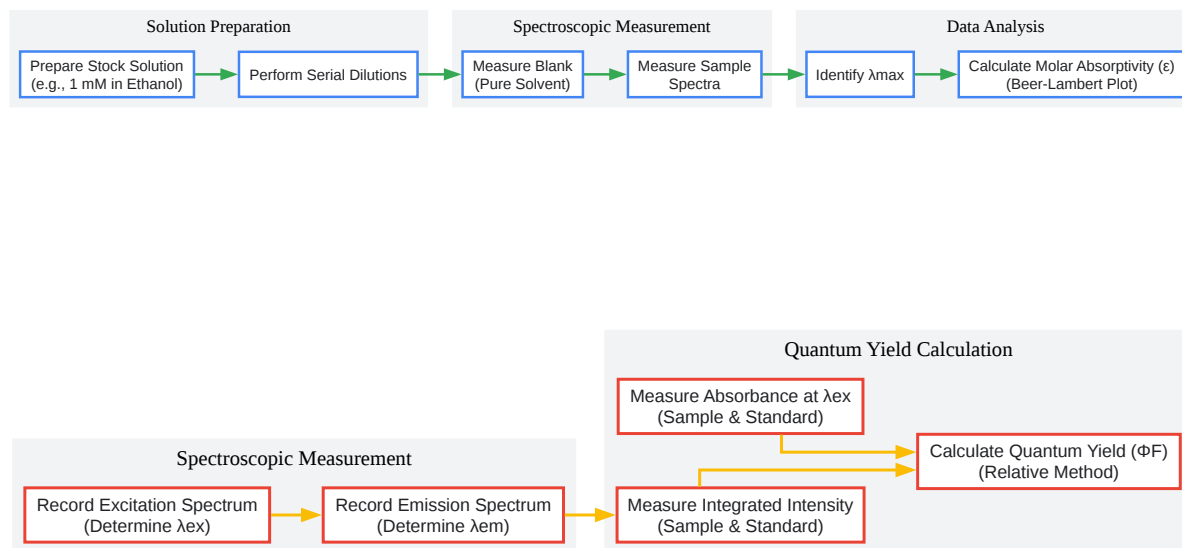 Solution Preparation
Prepare Stock Solution
(e.g., 1 mM in Ethanol)
Perform Serial Dilutions
Spectroscopic Measurement
Measure Blank
(Pure Solvent)
Measure Sample
Spectra
Data Analysis
Identify λmax
Calculate Molar Absorptivity (ε)
(Beer-Lambert Plot)
Spectroscopic Measurement
Record Excitation Spectrum
(Determine λex)
Record Emission Spectrum
(Determine λem)
Quantum Yield Calculation
Measure Absorbance at λex
(Sample & Standard)
Measure Integrated Intensity
(Sample & Standard)
Calculate Quantum Yield (ΦF)
(Relative Method)